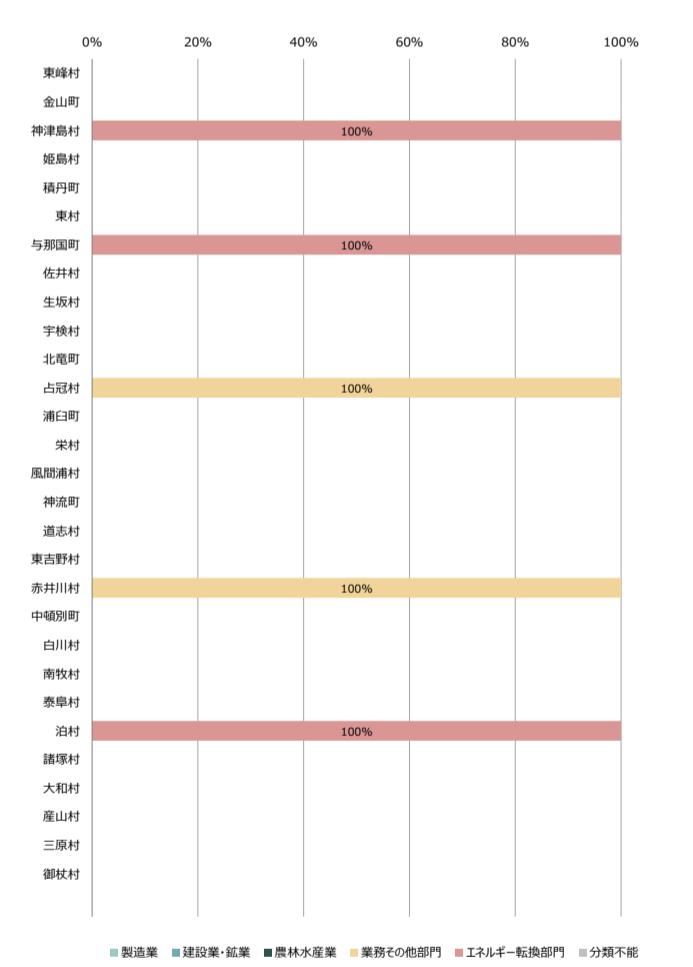 0% 20% 40% 60% 80% 100%
東峰村
金山町
神津島村 100%
姫島村
積丹町
東村
与那国町 100%
佐井村
生坂村
宇検村
北竜町
占冠村 100%
浦臼町
栄村
風間浦村
神流町
道志村
東吉野村
赤井川村 100%
中頓別町
白川村
南牧村
泰阜村
泊村 100%
諸塚村
大和村
産山村
三原村
御杖村
製造業 建設業・鉱業 農林水産業 業務その他部門 エネルギー転換部門 分類不能